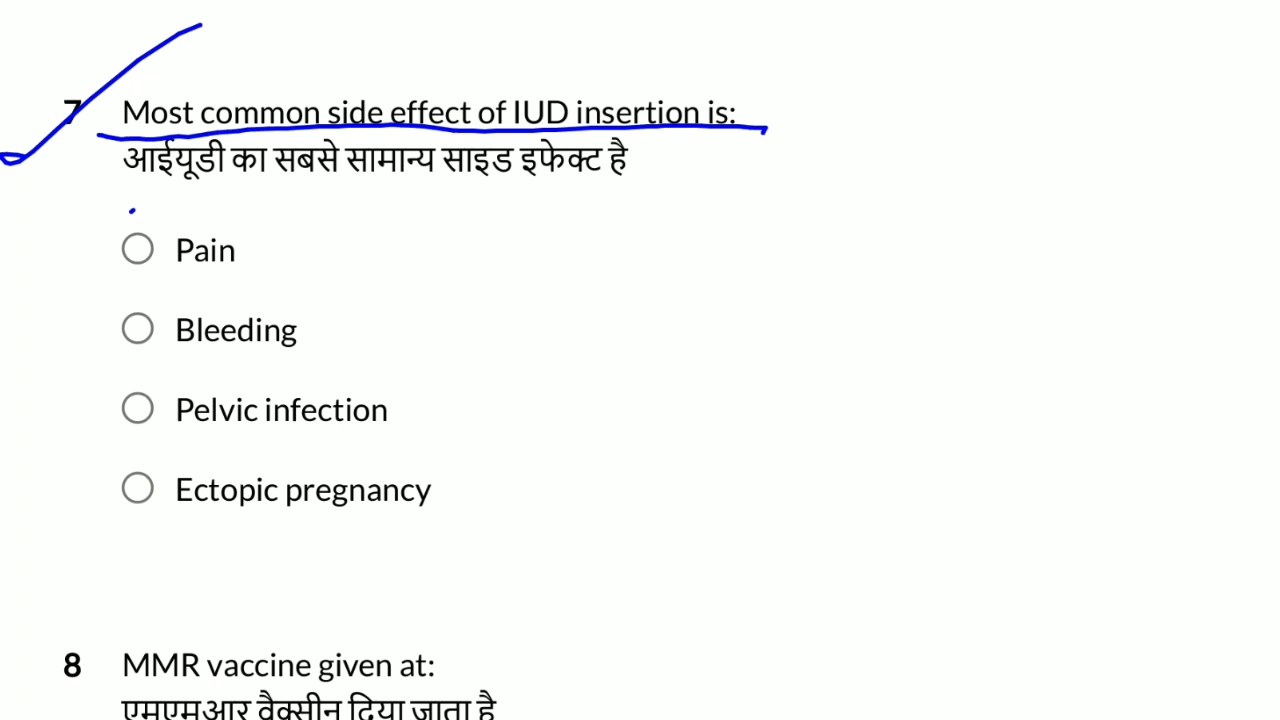 7 Most common side effect of IUD insertion is:
आईयूडी का सबसे सामान्य साइड इफेक्ट है
Pain
Bleeding
Pelvic infection
Ectopic pregnancy
8 MMR vaccine given at:
एमएमआर वैक्सीन दिया जाता है